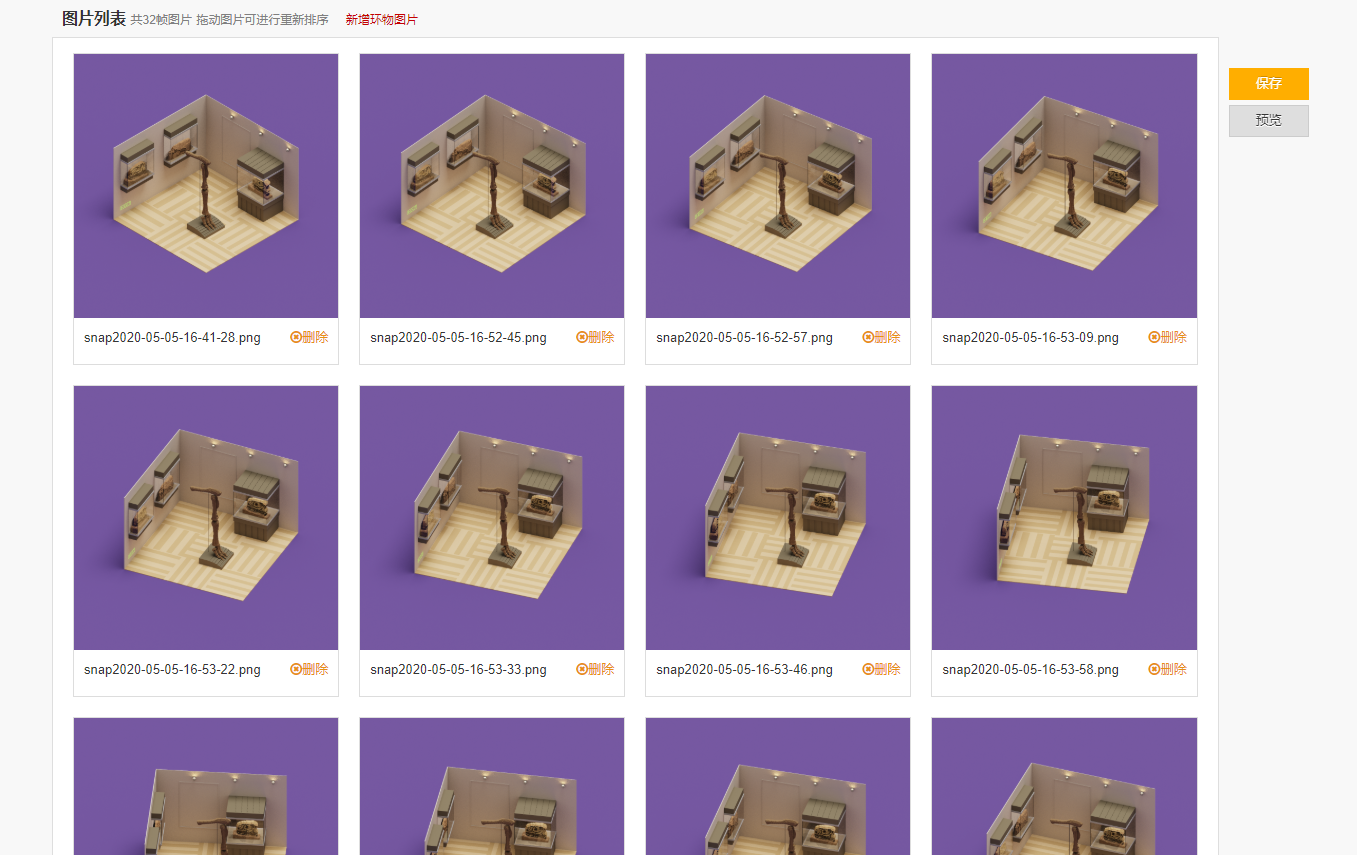 图片列表 共32帧图片 拖动图片可进行重新排序 新增环物图片
保存
预览
snap2020-05-05-16-41-28.png 删除
snap2020-05-05-16-52-45.png 删除
snap2020-05-05-16-52-57.png 删除
snap2020-05-05-16-53-09.png 删除
snap2020-05-05-16-53-22.png 删除
snap2020-05-05-16-53-33.png 删除
snap2020-05-05-16-53-46.png 删除
snap2020-05-05-16-53-58.png 删除